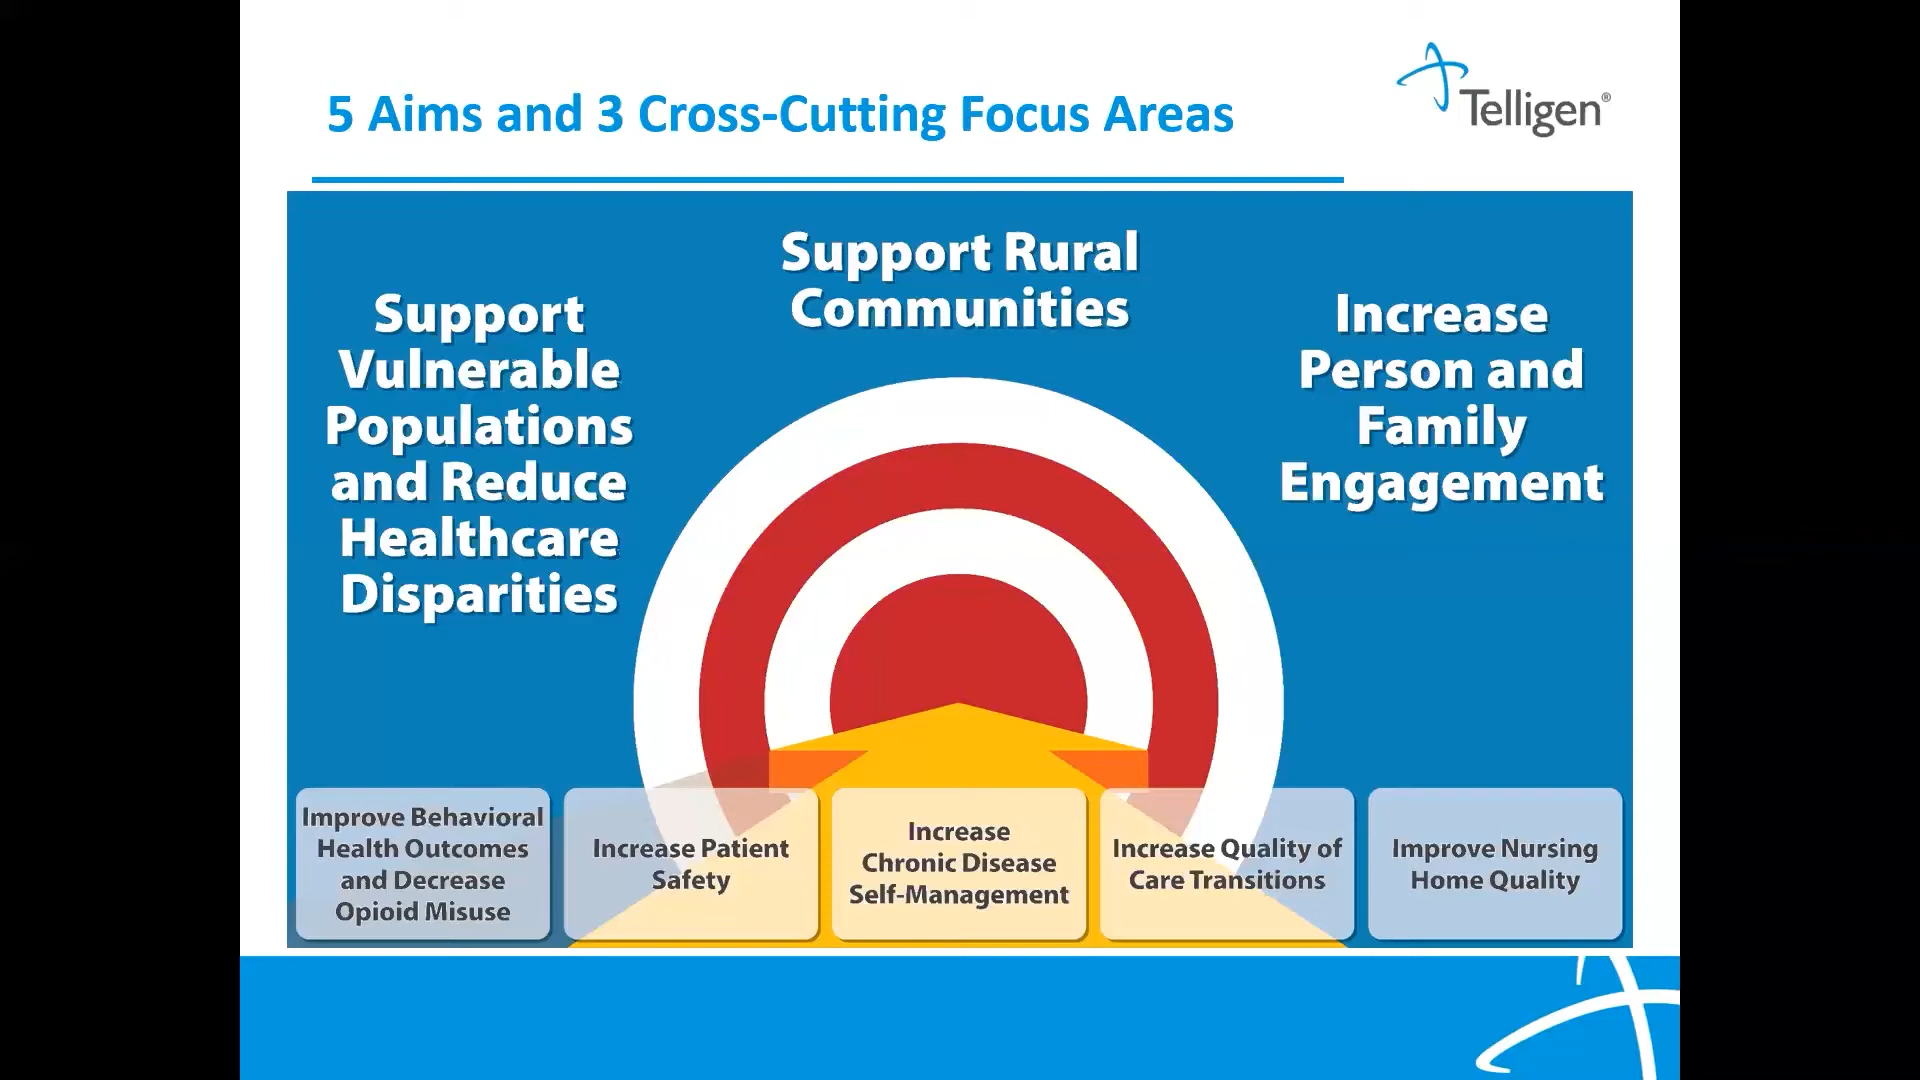 5 Aims and 3 Cross-Cutting Focus Areas
Telligen®
Support Rural
Communities
Support
Vulnerable
Populations
and Reduce
Healthcare
Disparities
Increase
Person and
Family
Engagement
Improve Behavioral
Health Outcomes
and Decrease
Opioid Misuse
Increase Patient
Safety
Increase
Chronic Disease
Self-Management
Increase Quality of
Care Transitions
Improve Nursing
Home Quality